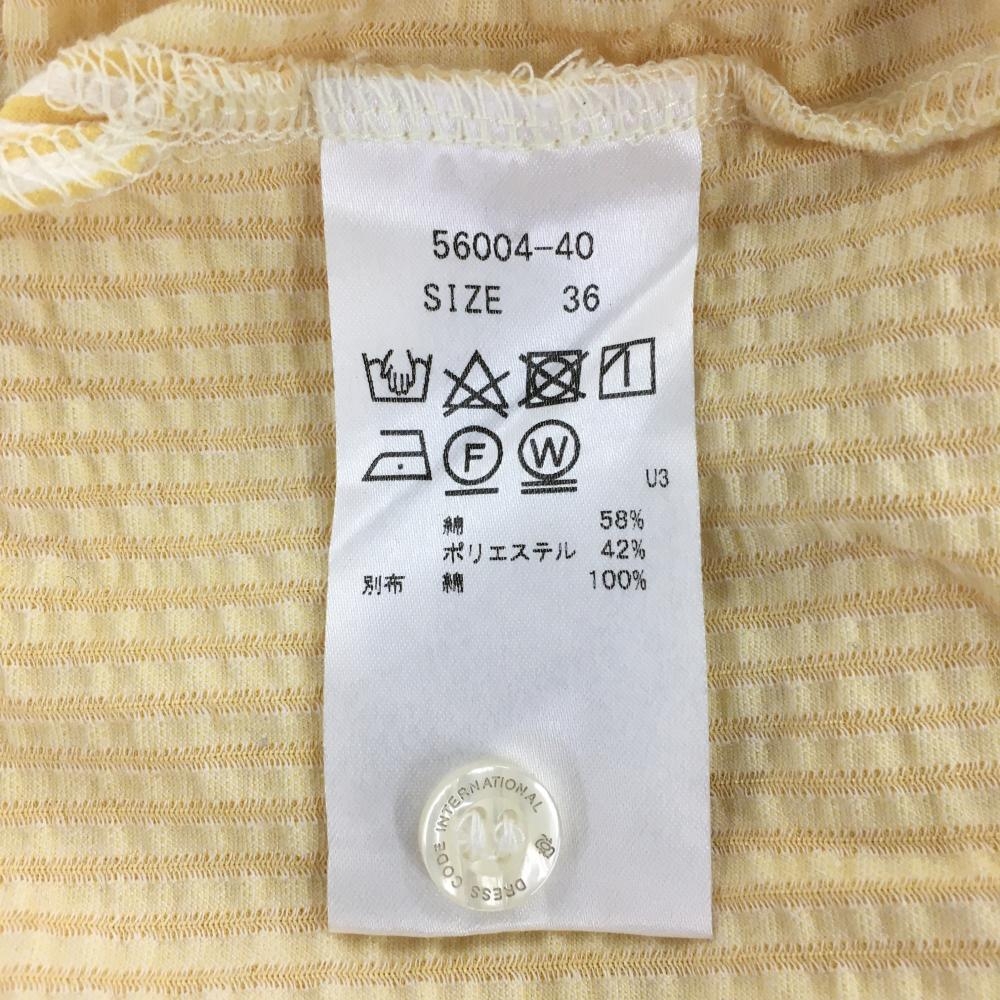 56004-40
SIZE 36
F W
U3
綿 58%
ポリエステル 42%
別布 綿 100%
DRESS CODE INTERNATIONAL